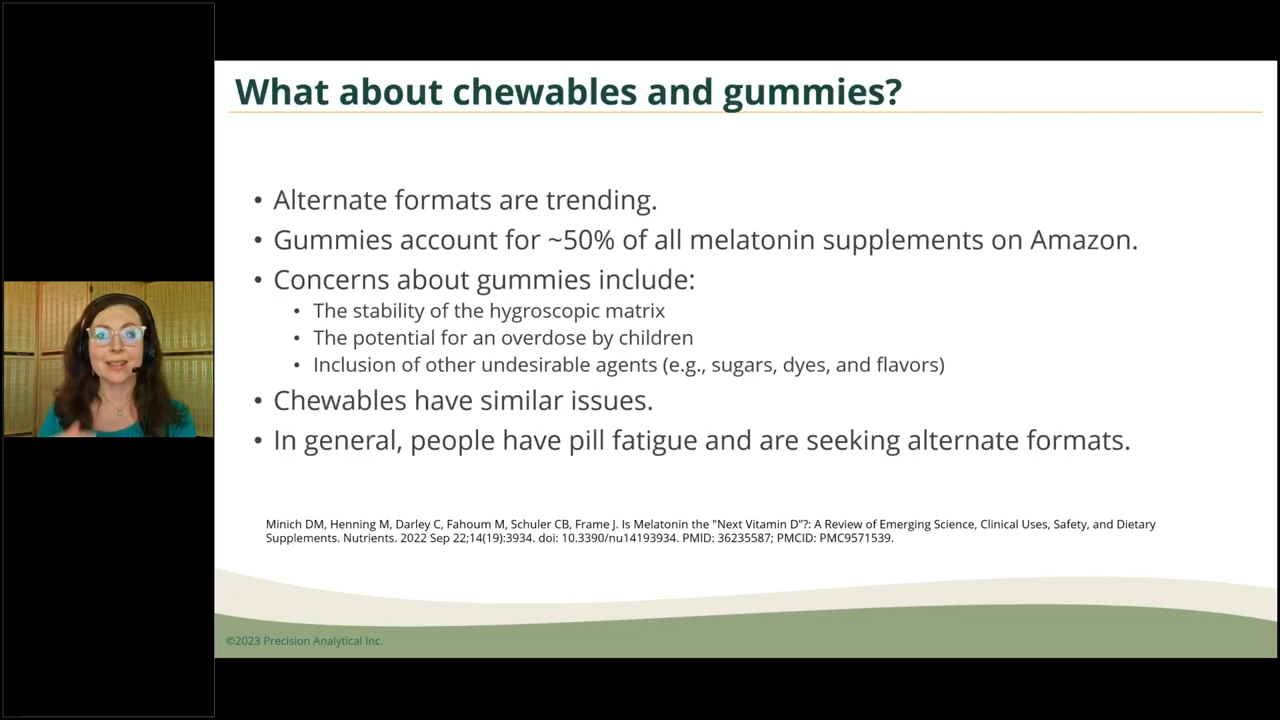 What about chewables and gummies?
• Alternate formats are trending.
• Gummies account for ~50% of all melatonin supplements on Amazon.
• Concerns about gummies include:
• The stability of the hygroscopic matrix
• The potential for an overdose by children
• Inclusion of other undesirable agents (e.g., sugars, dyes, and flavors)
• Chewables have similar issues.
• In general, people have pill fatigue and are seeking alternate formats.
Minich DM, Henning M, Darley C, Fahoum M, Schuler CB, Frame J. Is Melatonin the "Next Vitamin D"?: A Review of Emerging Science, Clinical Uses, Safety, and Dietary
Supplements. Nutrients. 2022 Sep 22;14(19):3934. doi: 10.3390/nu14193934. PMID: 36235587; PMCID: PMC9571539.
©2023 Precision Analytical Inc.